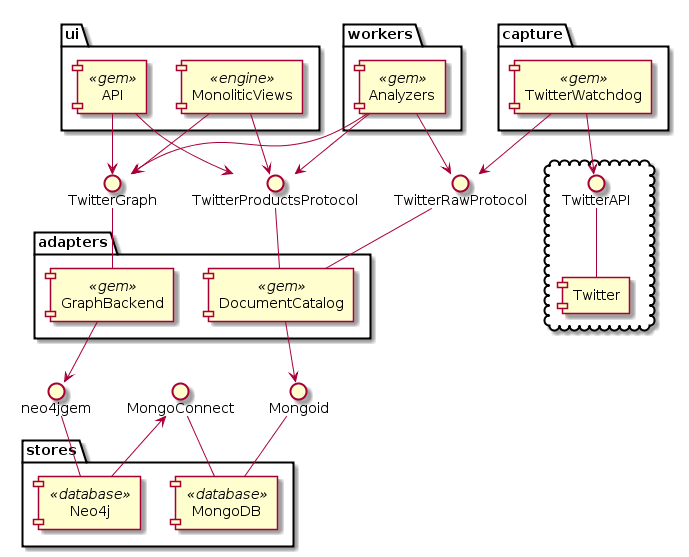 ui
workers
capture
«gem»
API
«engine»
MonoliticViews
«gem»
Analyzers
«gem»
TwitterWatchdog
TwitterGraph
TwitterProductsProtocol
TwitterRawProtocol
TwitterAPI
adapters
«gem»
GraphBackend
«gem»
DocumentCatalog
Twitter
neo4jgem
MongoConnect
Mongoid
stores
«database»
Neo4j
«database»
MongoDB